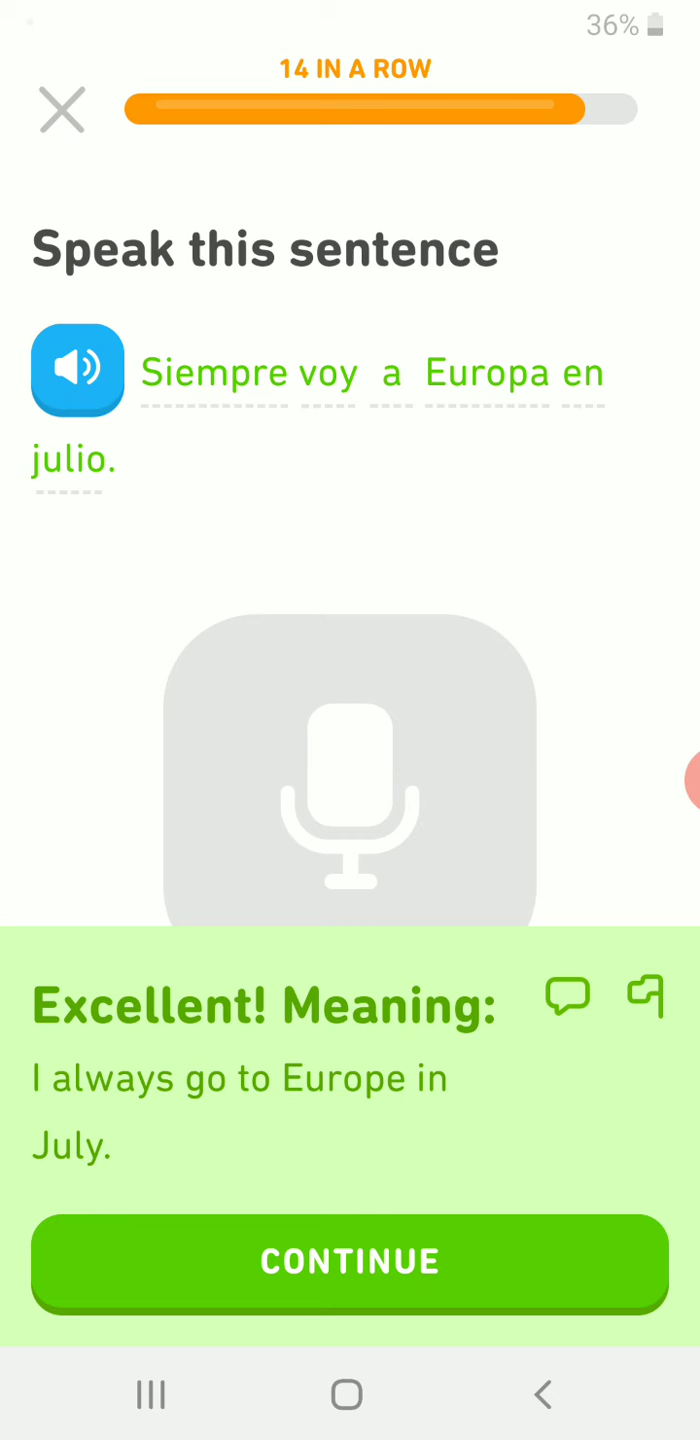 36%
14 IN A ROW
Speak this sentence
Siempre voy a Europa en
julio.
Excellent! Meaning:
I always go to Europe in
July.
CONTINUE